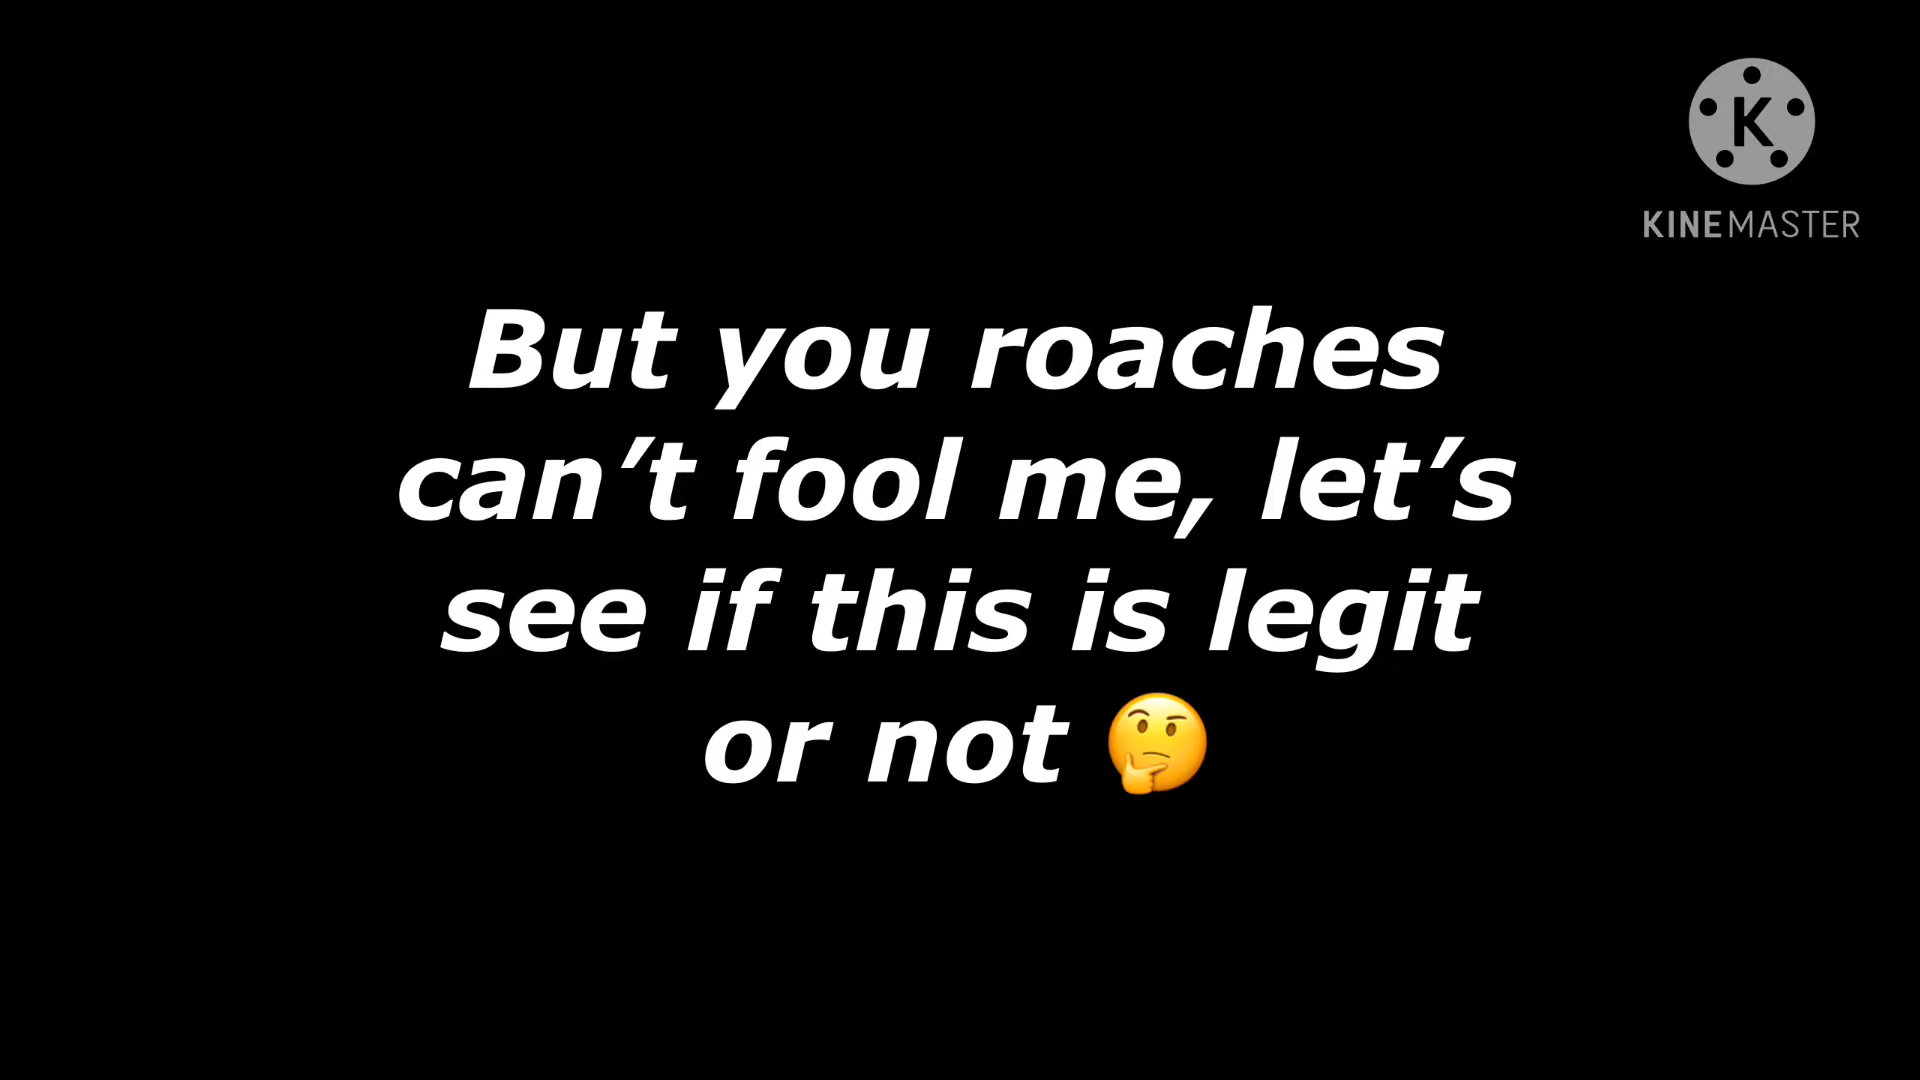 K
KINEMASTER
But you roaches
can’t fool me, let’s
see if this is legit
or not 🤔